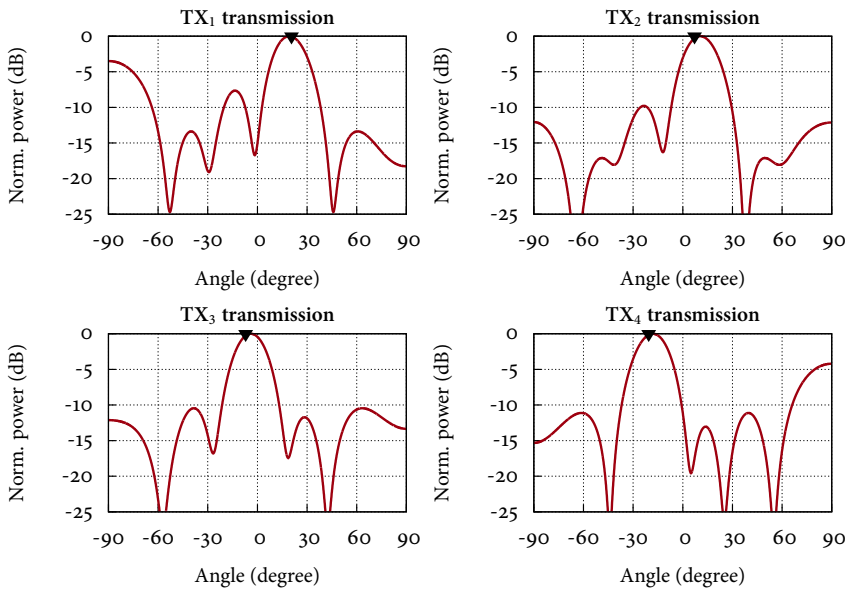 TX₁ transmission
Norm. power (dB)
0
-5
-10
-15
-20
-25
-90 -60 -30 0 30 60 90
Angle (degree)
TX₂ transmission
Norm. power (dB)
0
-5
-10
-15
-20
-25
-90 -60 -30 0 30 60 90
Angle (degree)
TX₃ transmission
Norm. power (dB)
0
-5
-10
-15
-20
-25
-90 -60 -30 0 30 60 90
Angle (degree)
TX₄ transmission
Norm. power (dB)
0
-5
-10
-15
-20
-25
-90 -60 -30 0 30 60 90
Angle (degree)